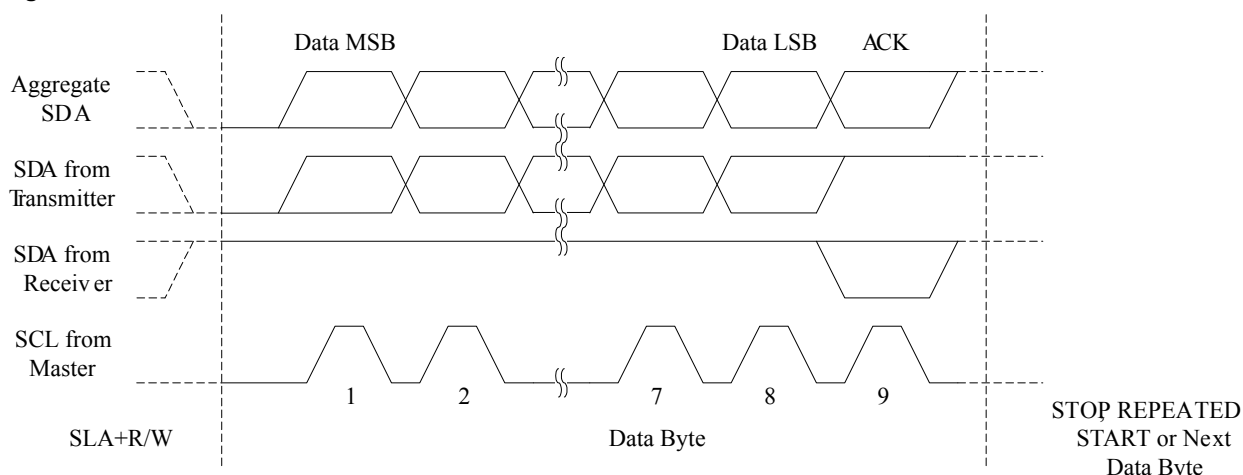 Data MSB
Data LSB
ACK
Aggregate
SDA
SDA from
Transmitter
SDA from
Receiver
SCL from
Master
1
2
7
8
9
SLA+R/W
Data Byte
STOP, REPEATED
START or Next
Data Byte